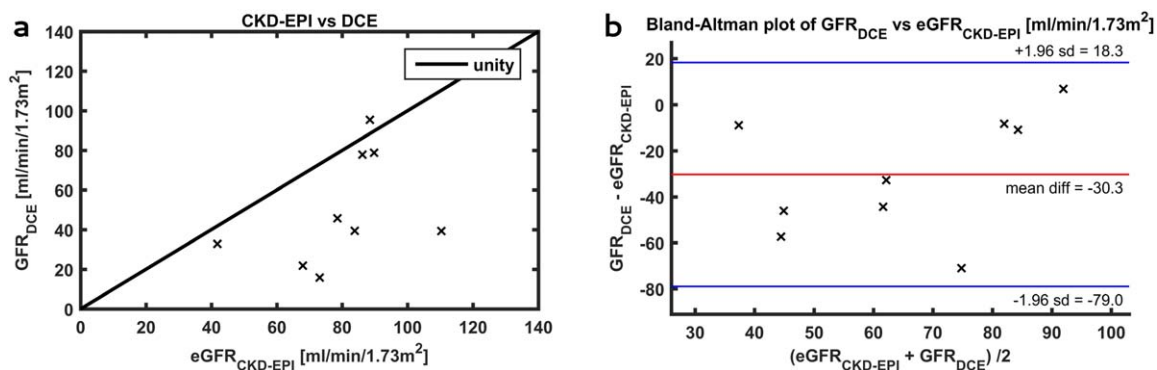 a
CKD-EPI vs DCE
140
120
100
80
60
40
20
0
GFR_DCE [ml/min/1.73m²]
unity
0 20 40 60 80 100 120 140
eGFR_CKD-EPI [ml/min/1.73m²]
b
Bland-Altman plot of GFR_DCE vs eGFR_CKD-EPI [ml/min/1.73m²]
+1.96 sd = 18.3
20
0
-20
-40
-60
-80
GFR_DCE - eGFR_CKD-EPI
mean diff = -30.3
-1.96 sd = -79.0
30 40 50 60 70 80 90 100
(eGFR_CKD-EPI + GFR_DCE) /2